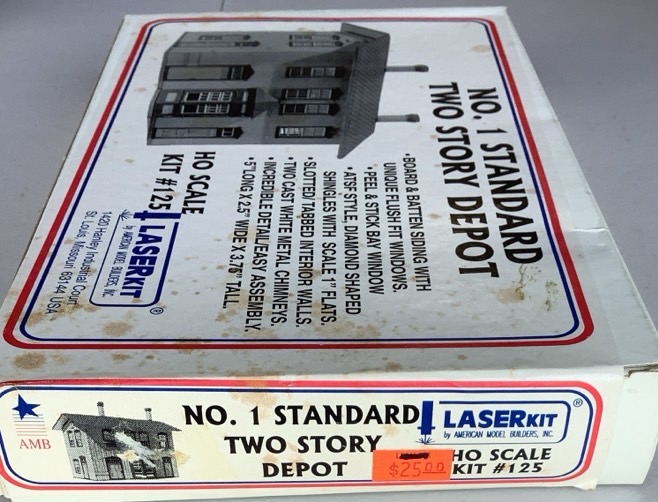 NO. 1 STANDARD
TWO STORY DEPOT
•BOARD & BATTEN SIDING WITH
UNIQUE FLUSH FIT WINDOWS.
•PEEL & STICK BAY WINDOW
•ATSF STYLE, DIAMOND SHAPED
SHINGLES WITH SCALE 1" FLATS.
•SLOTTED/TABBED INTERIOR WALLS.
•TWO CAST WHITE METAL CHIMNEYS.
•INCREDIBLE DETAIL/EASY ASSEMBLY.
•5"LONG X 2.5" WIDE X 3.75" TALL.
HO SCALE
KIT #125
LASERKIT®
by AMERICAN MODEL BUILDERS, INC.
1420 Hanley Industrial Court
St. Louis, Missouri 63144 USA
AMB
NO. 1 STANDARD
TWO STORY
DEPOT
LASERKIT®
by AMERICAN MODEL BUILDERS, INC.
HO SCALE
KIT #125
$25.00